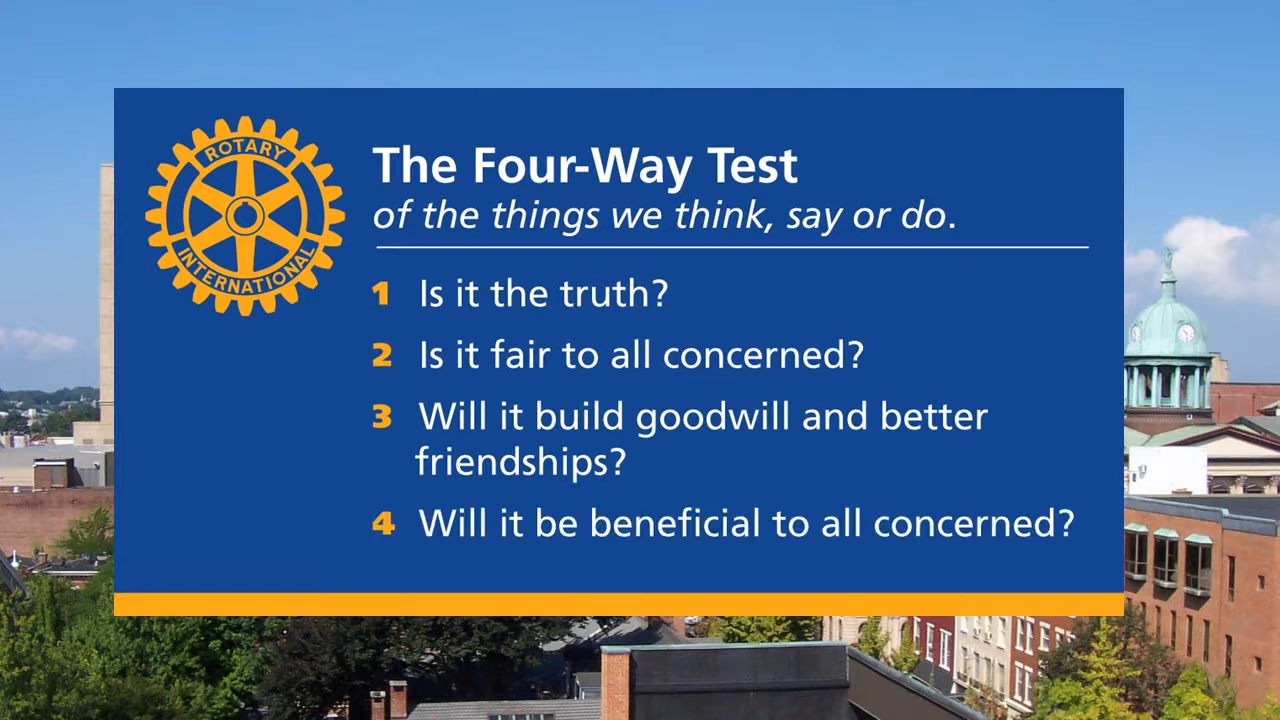 ROTARY
INTERNATIONAL
The Four-Way Test
of the things we think, say or do.
1 Is it the truth?
2 Is it fair to all concerned?
3 Will it build goodwill and better
friendships?
4 Will it be beneficial to all concerned?